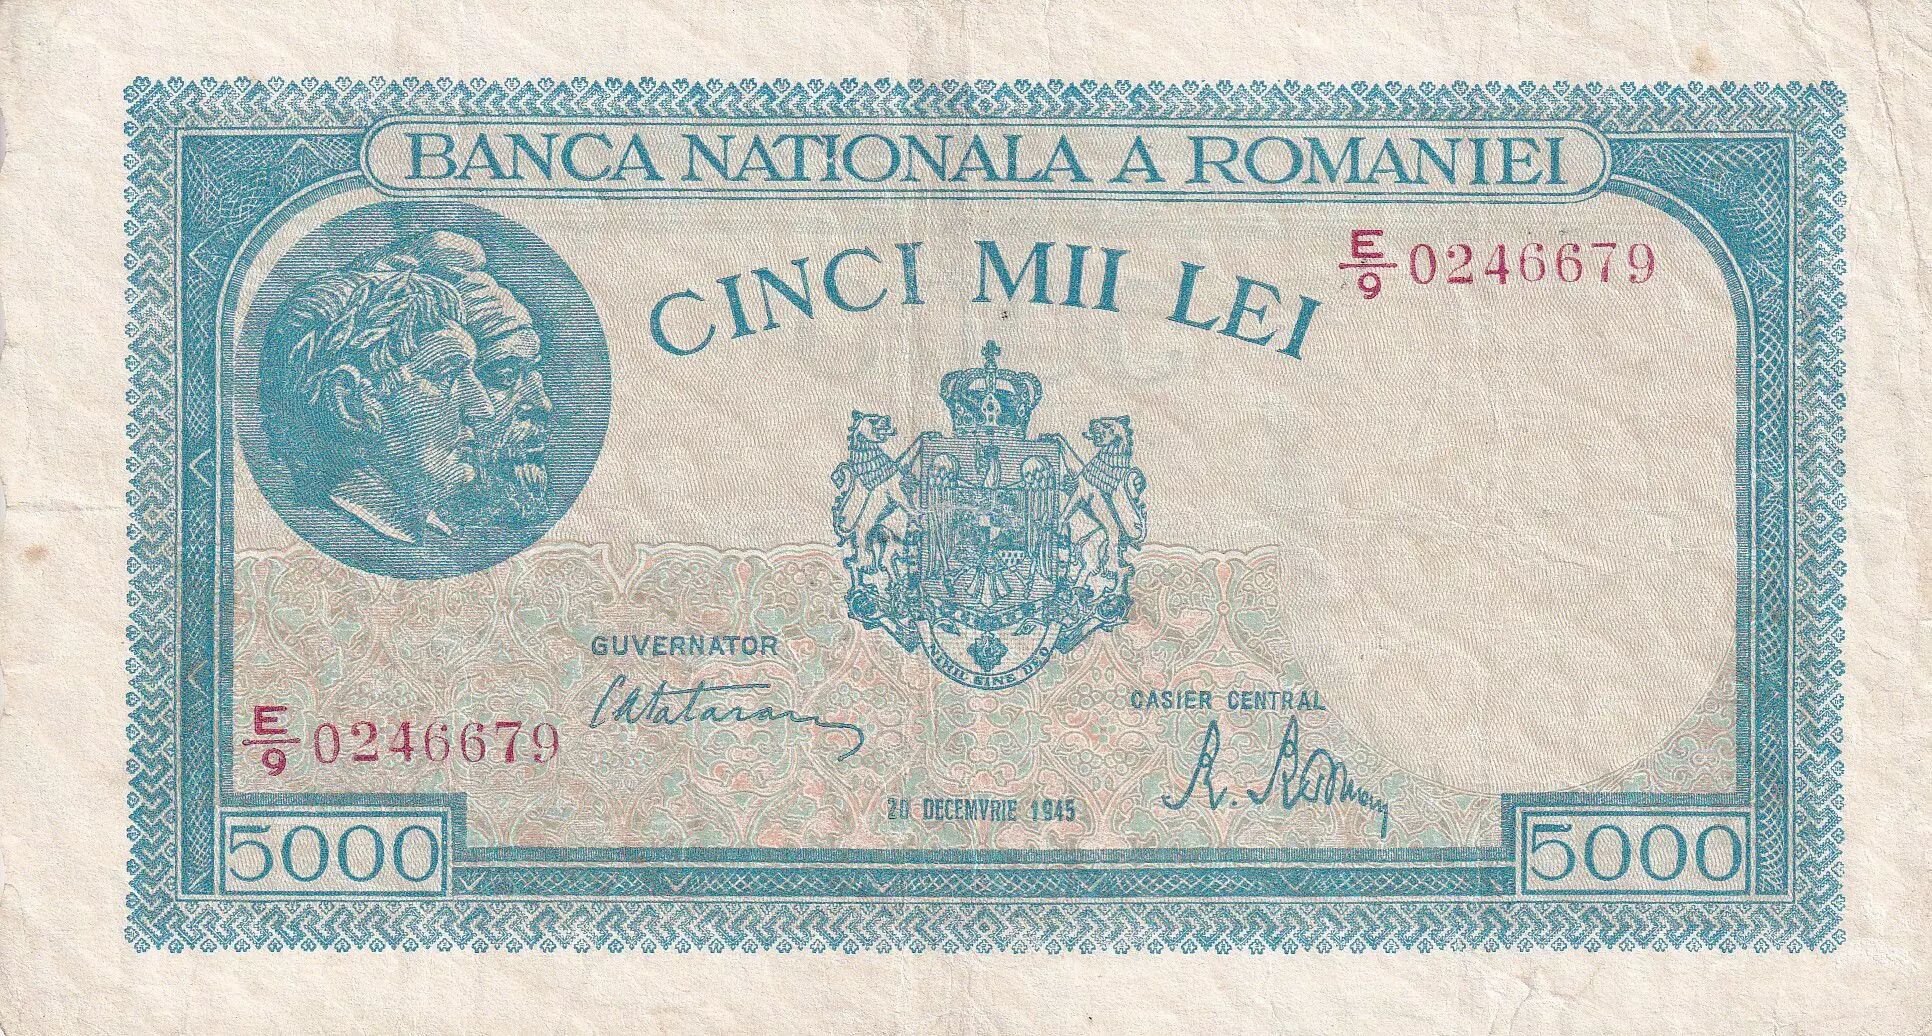 BANCA NATIONALA A ROMANIEI
CINCI MII LEI
E/9 0246679
NIHIL SINE DEO
GUVERNATOR
CASIER CENTRAL
E/9 0246679
20 DECEMVRIE 1945
5000
5000